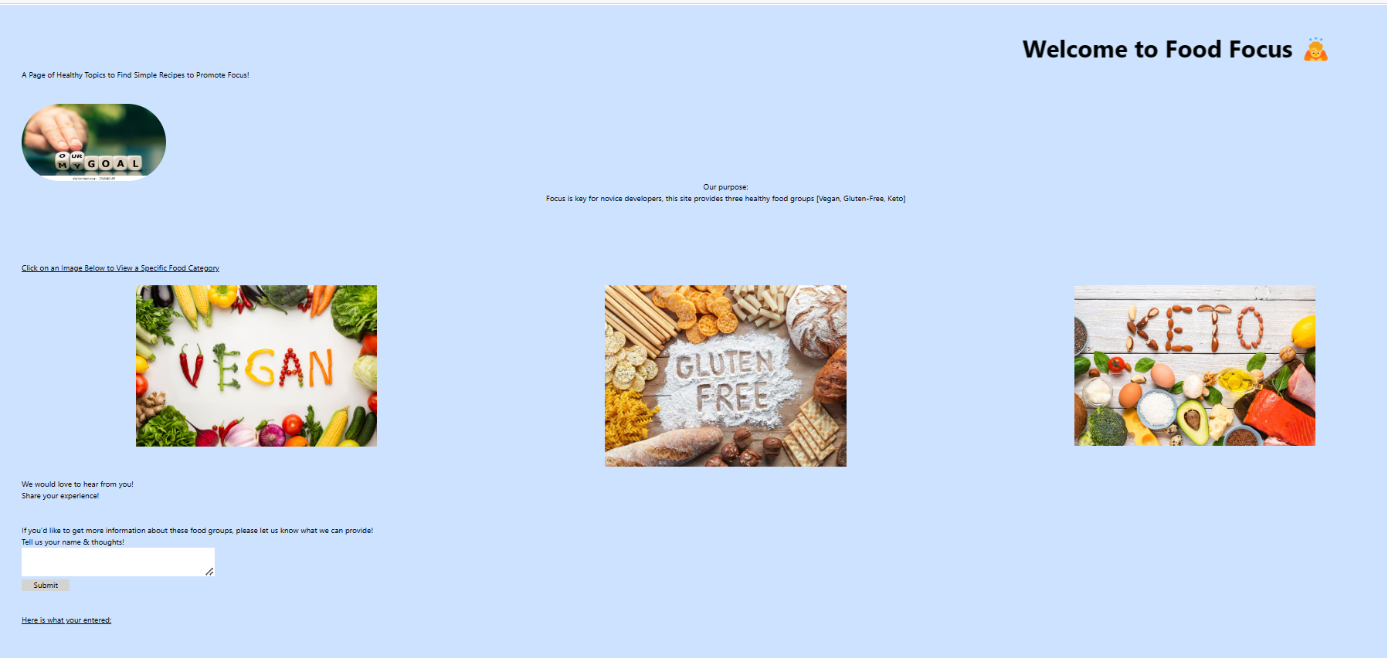 Welcome to Food Focus
A Page of Healthy Topics to Find Simple Recipes to Promote Focus!
O UR
M Y G O A L
Our purpose:
Focus is key for novice developers, this site provides three healthy food groups [Vegan, Gluten-Free, Keto]
Click on an Image Below to View a Specific Food Category
VEGAN
GLUTEN
FREE
KETO
We would love to hear from you!
Share your experience!
If you'd like to get more information about these food groups, please let us know what we can provide!
Tell us your name & thoughts!
Submit
Here is what your entered: